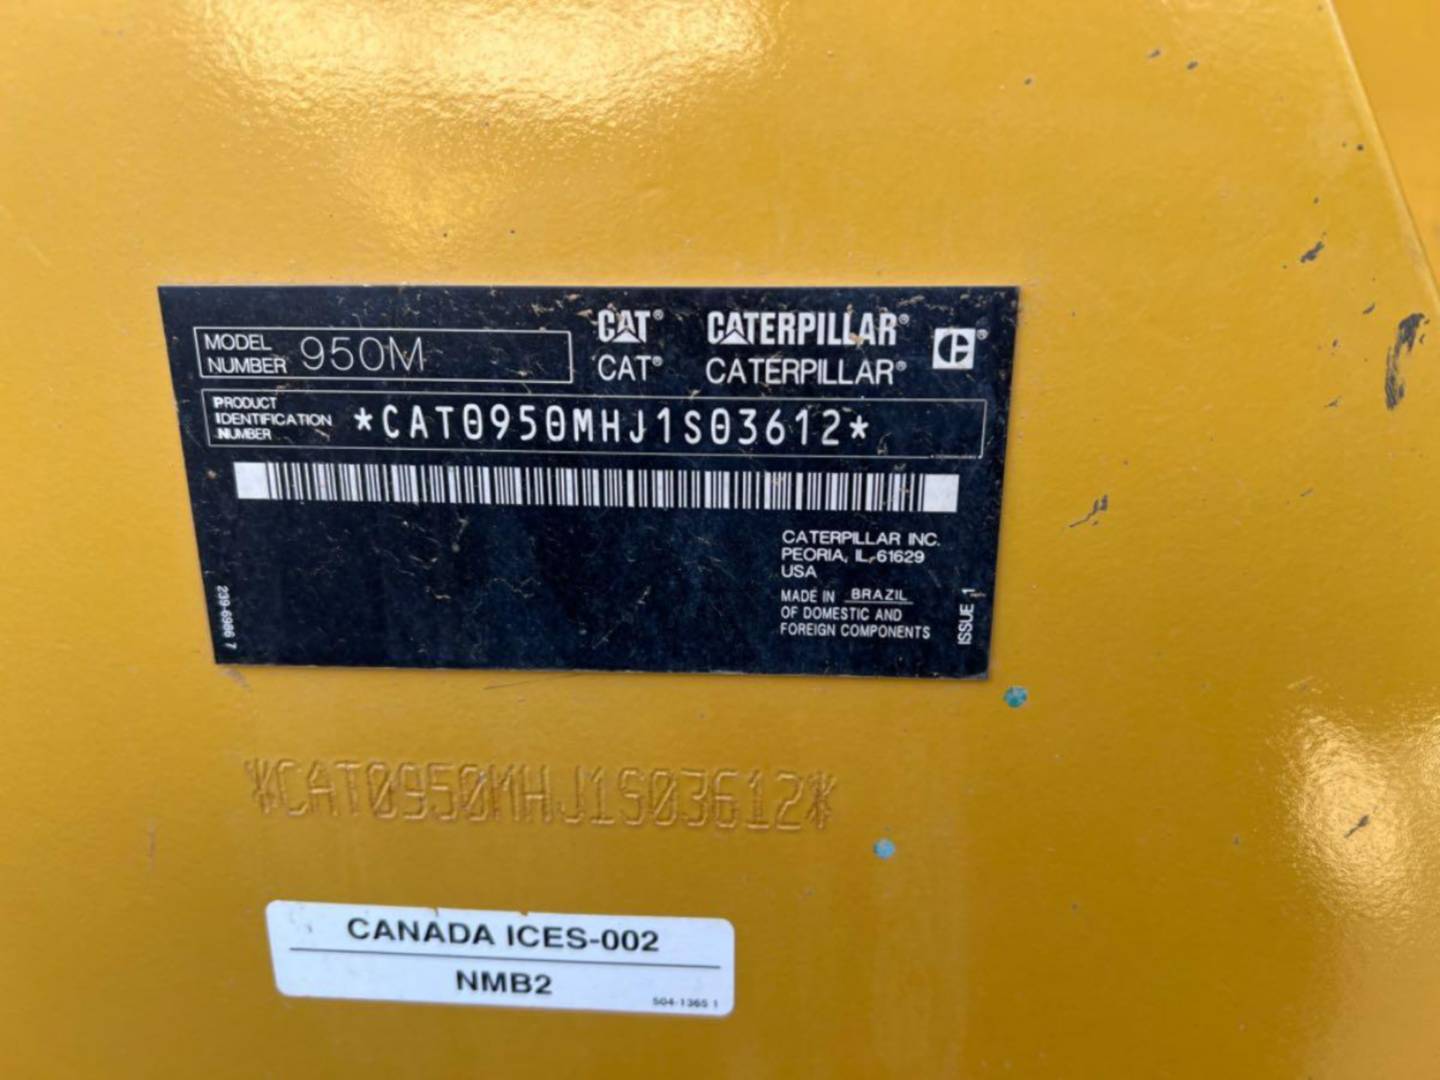 MODEL NUMBER 950M
CAT® CATERPILLAR® ®
CAT® CATERPILLAR®
PRODUCT IDENTIFICATION NUMBER *CAT0950MHJ1S03612*
CATERPILLAR INC.
PEORIA, IL 61629
USA
MADE IN BRAZIL
OF DOMESTIC AND
FOREIGN COMPONENTS
239-6986 7
ISSUE 1
*CAT0950MHJ1S03612*
CANADA ICES-002
NMB2
504-1365 1